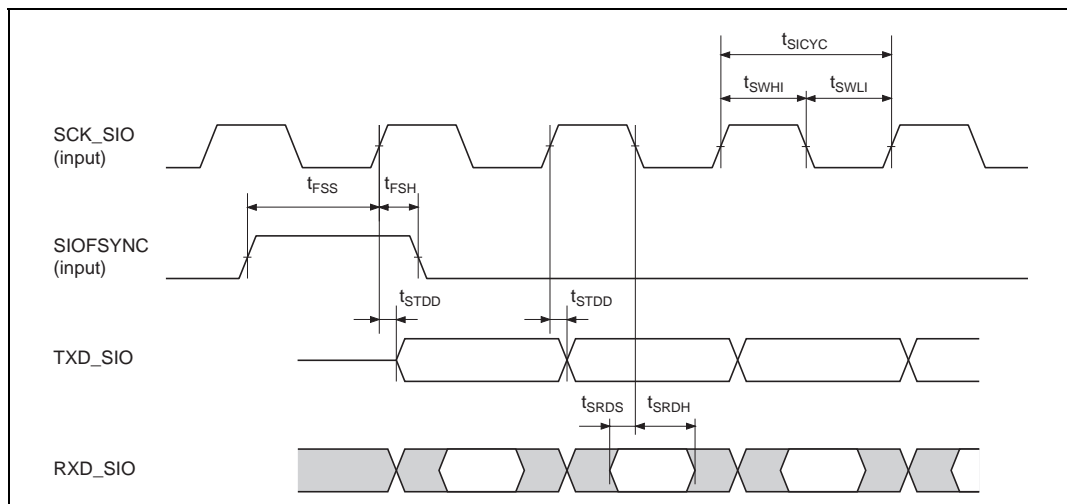 tSICYC
tSWHI tSWLI
SCK_SIO
(input)
tFSS tFSH
SIOFSYNC
(input)
tSTDD tSTDD
TXD_SIO
tSRDS tSRDH
RXD_SIO